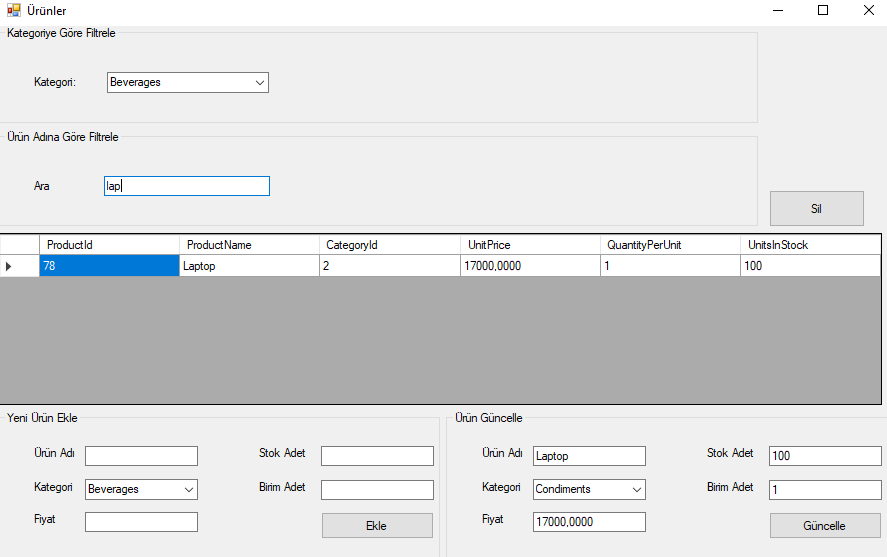 Ürünler
Kategoriye Göre Filtrele
Kategori: Beverages
Ürün Adına Göre Filtrele
Ara lap
Sil
ProductId ProductName CategoryId UnitPrice QuantityPerUnit UnitsInStock
78 Laptop 2 17000,0000 1 100
Yeni Ürün Ekle
Ürün Adı Stok Adet
Kategori Beverages Birim Adet
Fiyat Ekle
Ürün Güncelle
Ürün Adı Laptop Stok Adet 100
Kategori Condiments Birim Adet 1
Fiyat 17000,0000 Güncelle